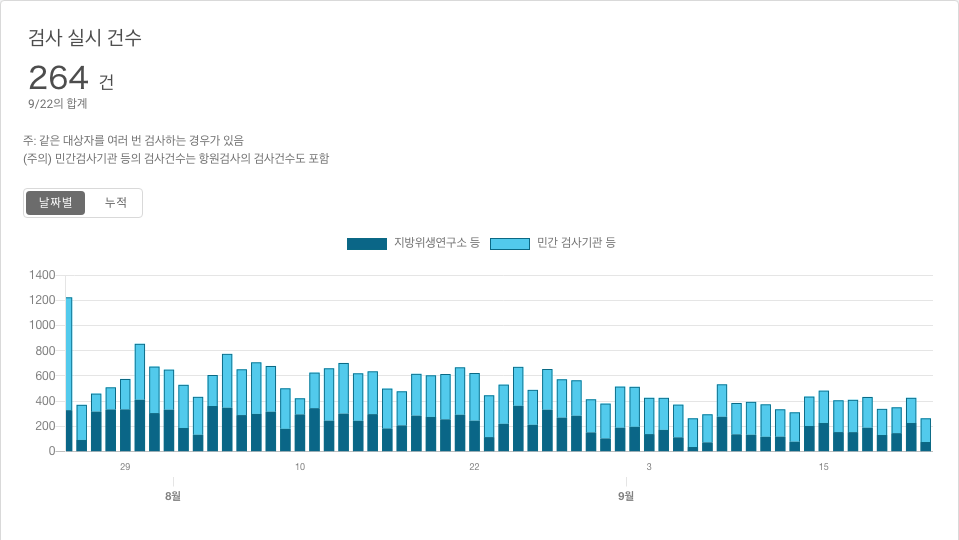 검사 실시 건수
264 건
9/22의 합계
주: 같은 대상자를 여러 번 검사하는 경우가 있음
(주의) 민간검사기관 등의 검사건수는 항원검사의 검사건수도 포함
날짜별 누적
지방위생연구소 등 민간 검사기관 등
1400
1200
1000
800
600
400
200
0
29 10 22 3 15
8월 9월